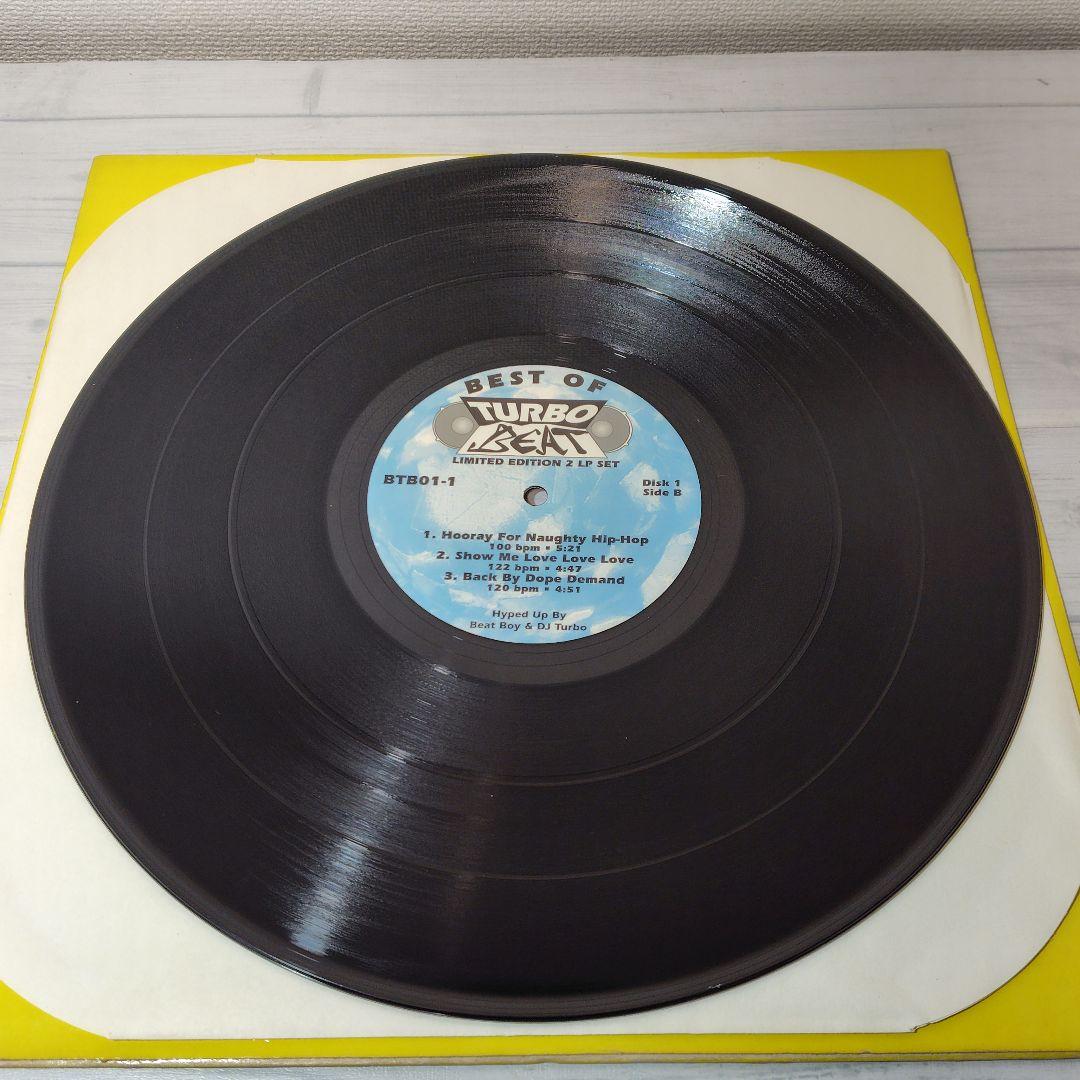 BEST OF
TURBO
BEAT
LIMITED EDITION 2 LP SET
BTB01-1
Disk 1
Side B
1. Hooray For Naughty Hip-Hop
100 bpm ▪ 5:21
2. Show Me Love Love Love
122 bpm ▪ 4:47
3. Back By Dope Demand
120 bpm ▪ 4:51
Hyped Up By
Beat Boy & DJ Turbo